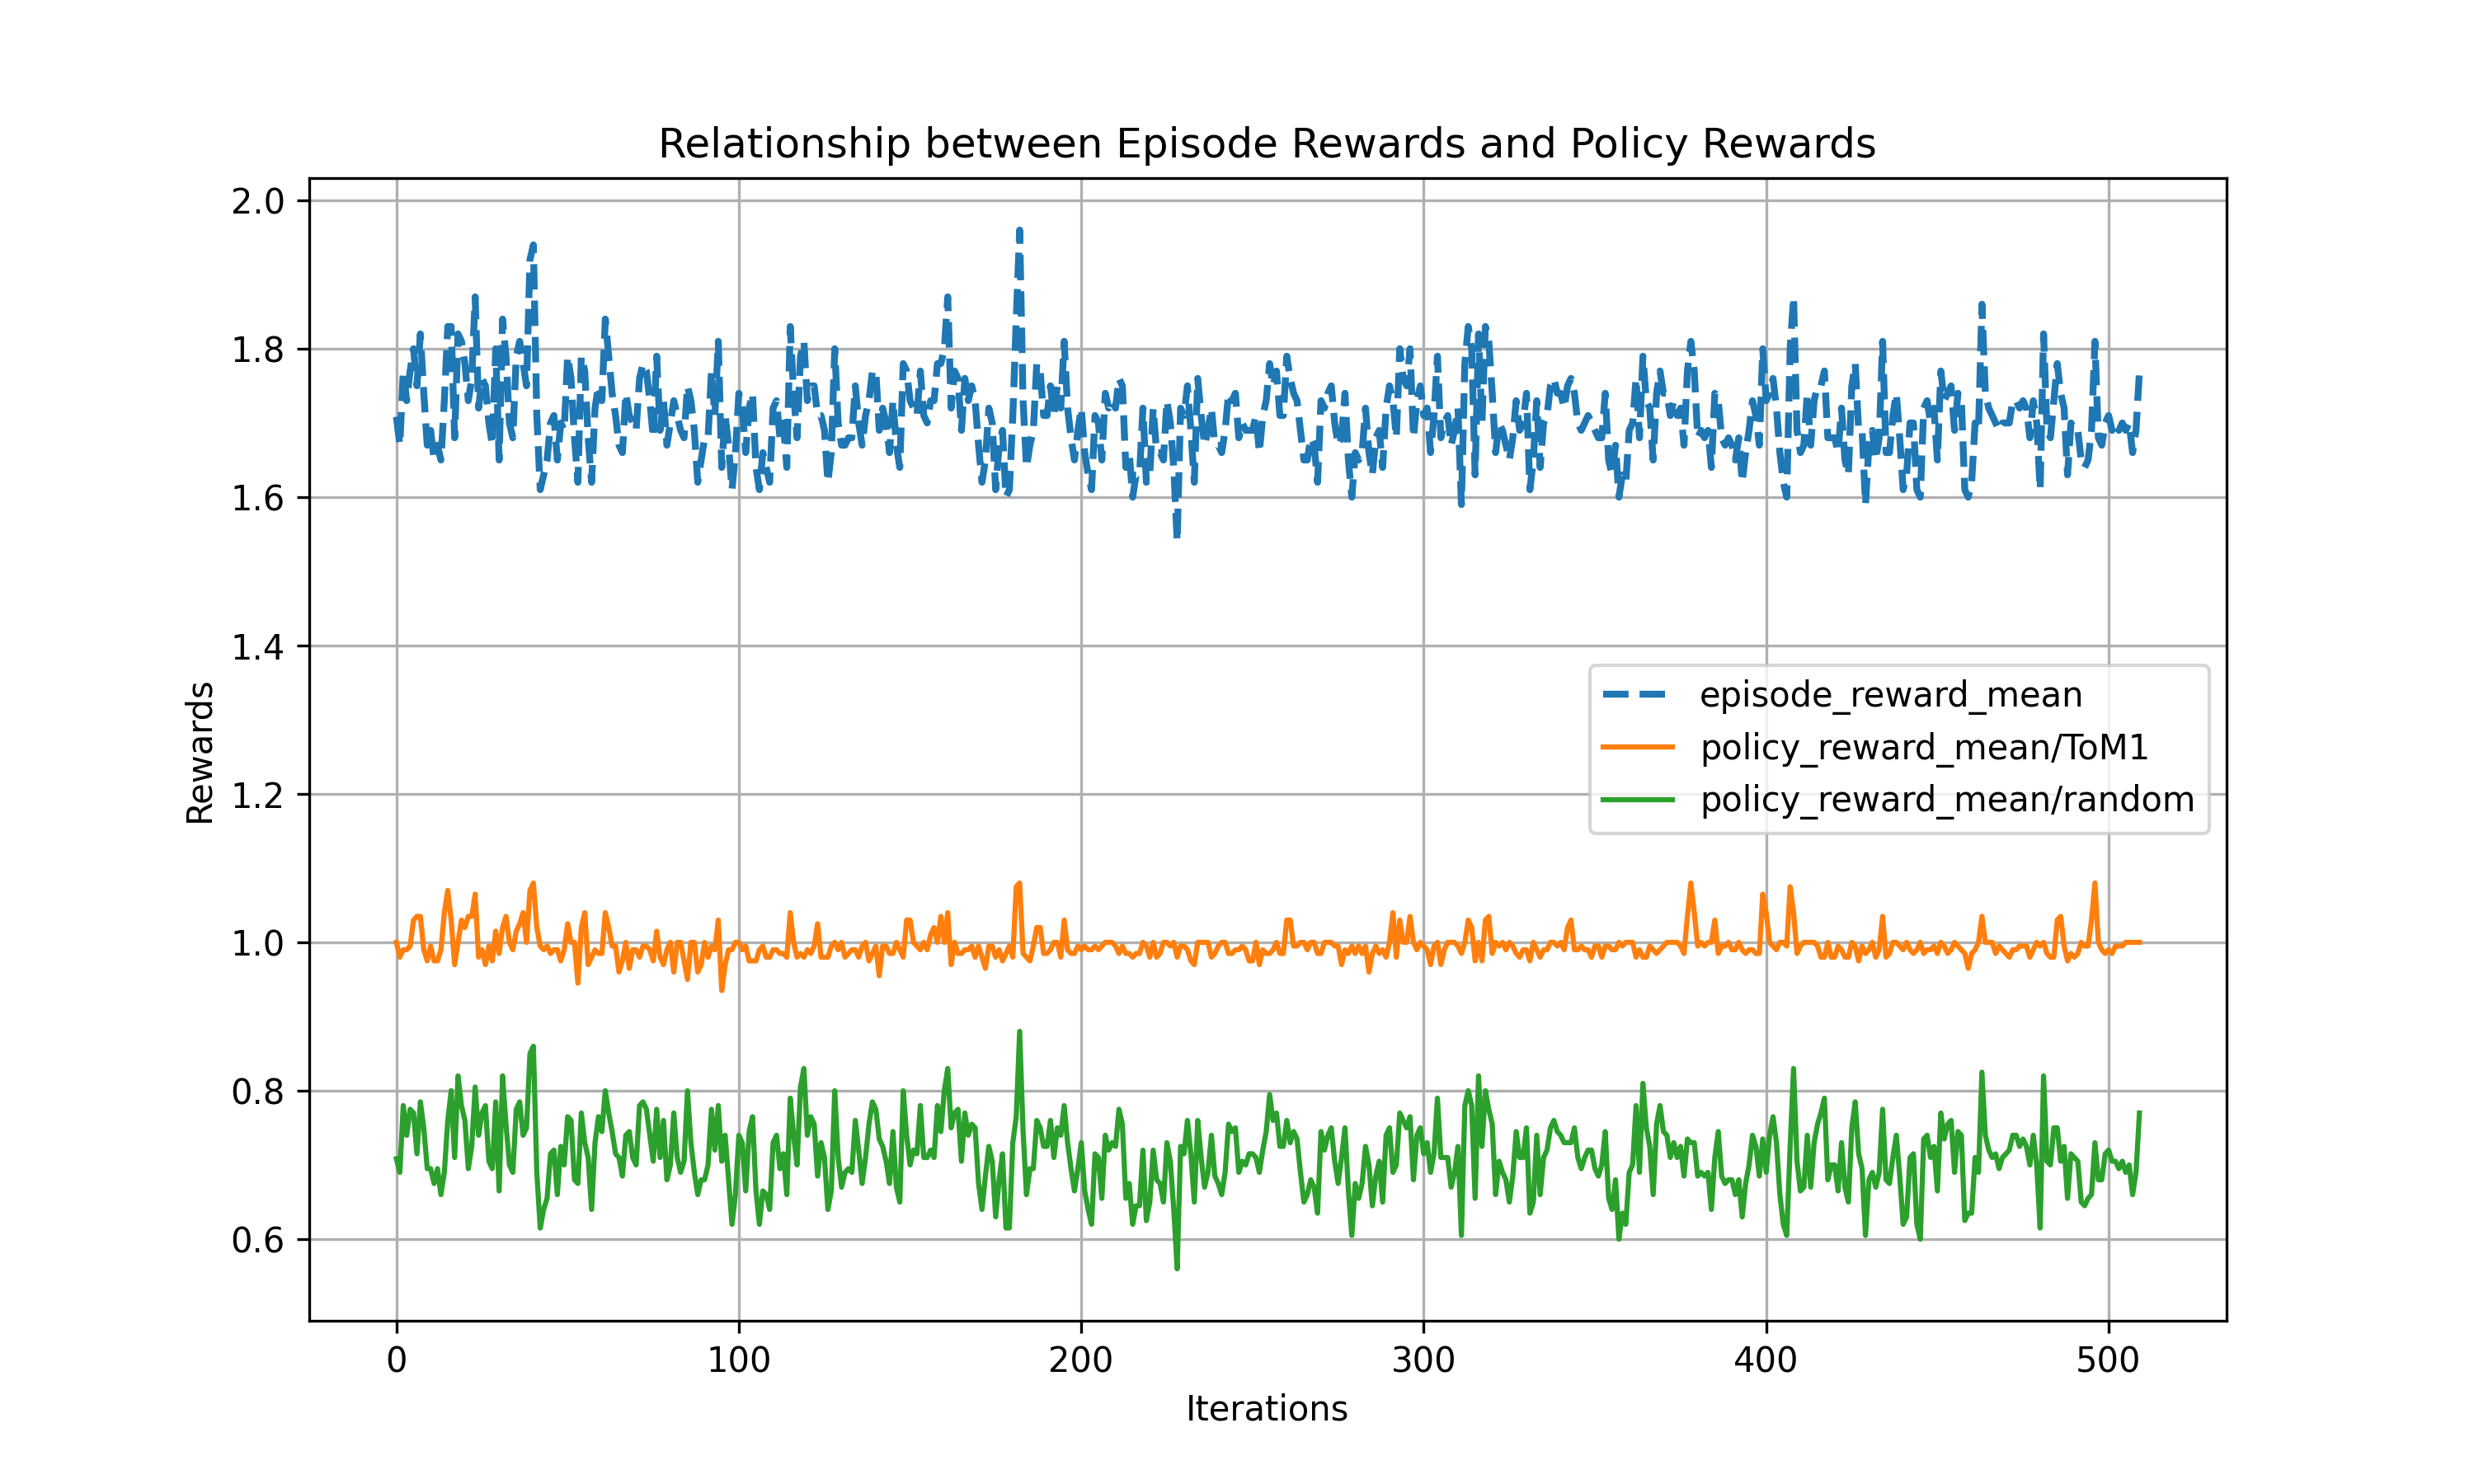 Relationship between Episode Rewards and Policy Rewards
2.0
1.8
1.6
1.4
1.2
1.0
0.8
0.6
Rewards
episode_reward_mean
policy_reward_mean/ToM1
policy_reward_mean/random
0 100 200 300 400 500
Iterations